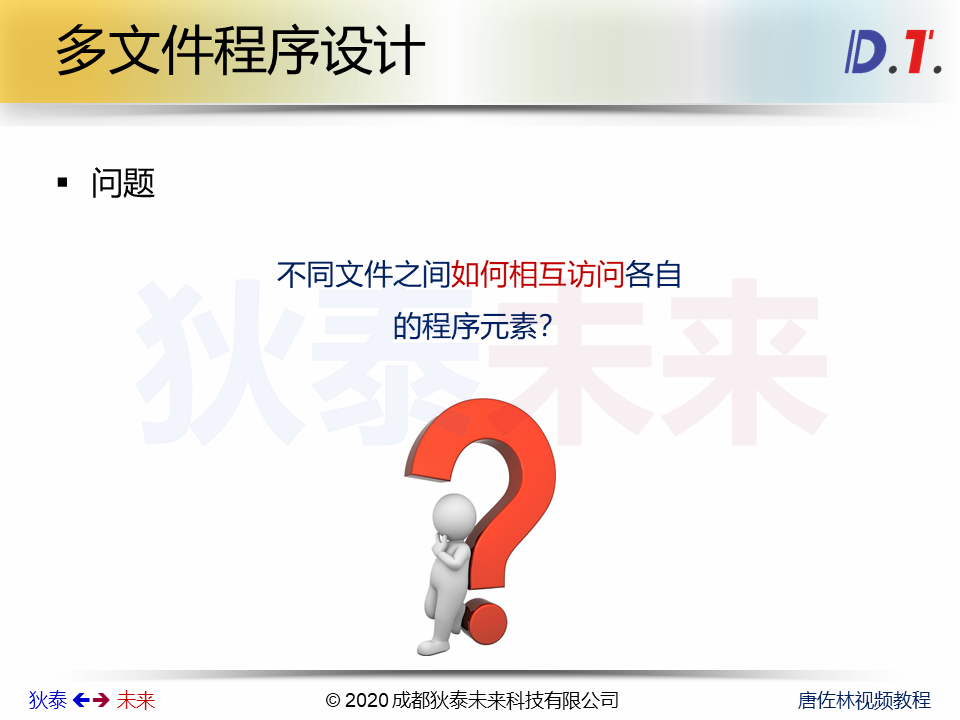 多文件程序设计
D.T.
▪ 问题
不同文件之间如何相互访问各自
的程序元素？
狄泰未来
狄泰 🡸🡺 未来
© 2020 成都狄泰未来科技有限公司
唐佐林视频教程